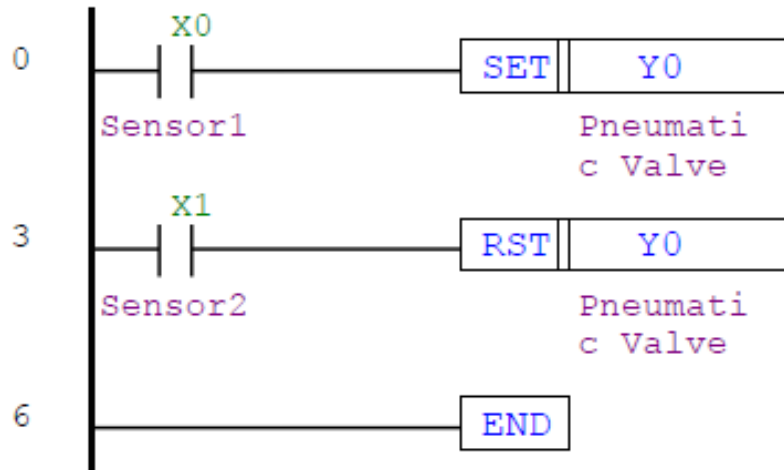 X0
0 SET Y0
Sensor1 Pneumati
c Valve
X1
3 RST Y0
Sensor2 Pneumati
c Valve
6 END